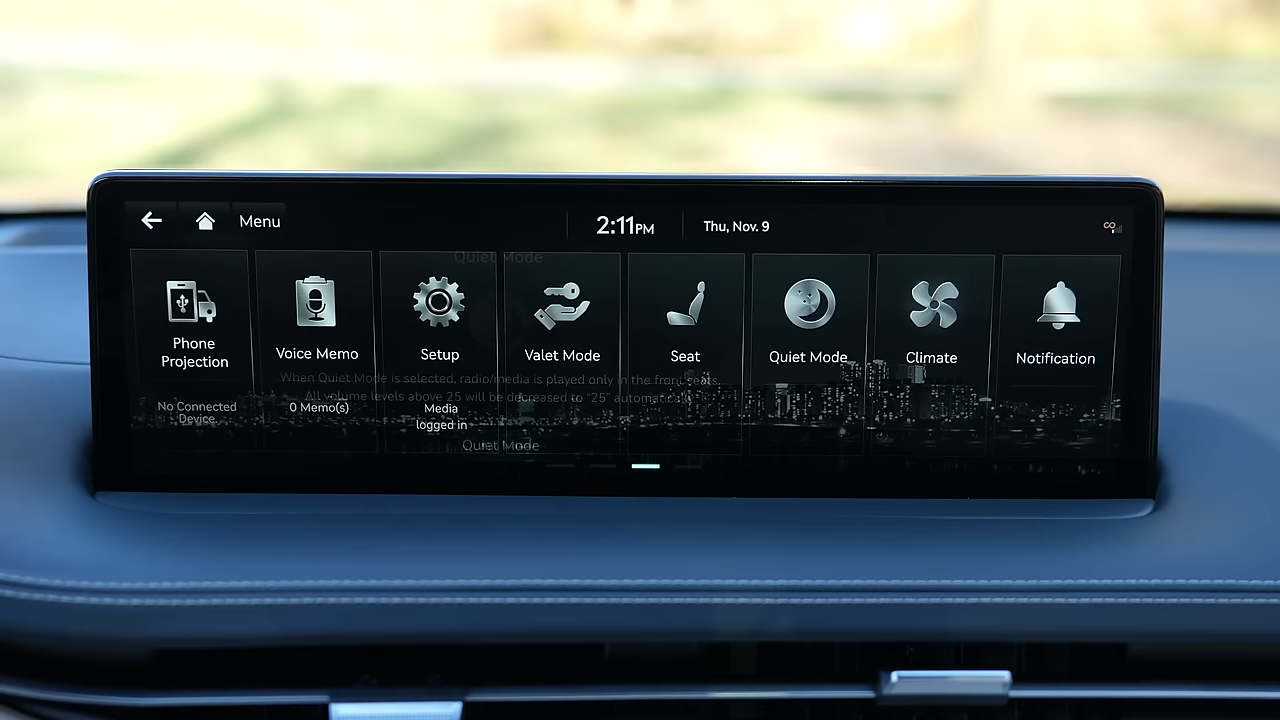 Menu
2:11PM
Thu, Nov. 9
Quiet Mode
Phone
Projection
Voice Memo
Setup
Valet Mode
Seat
Quiet Mode
Climate
Notification
When Quiet Mode is selected, radio/media is played only in the front seats.
All volume levels above 25 will be decreased to "25" automatically.
No Connected
Device.
0 Memo(s)
Media
logged in
Quiet Mode